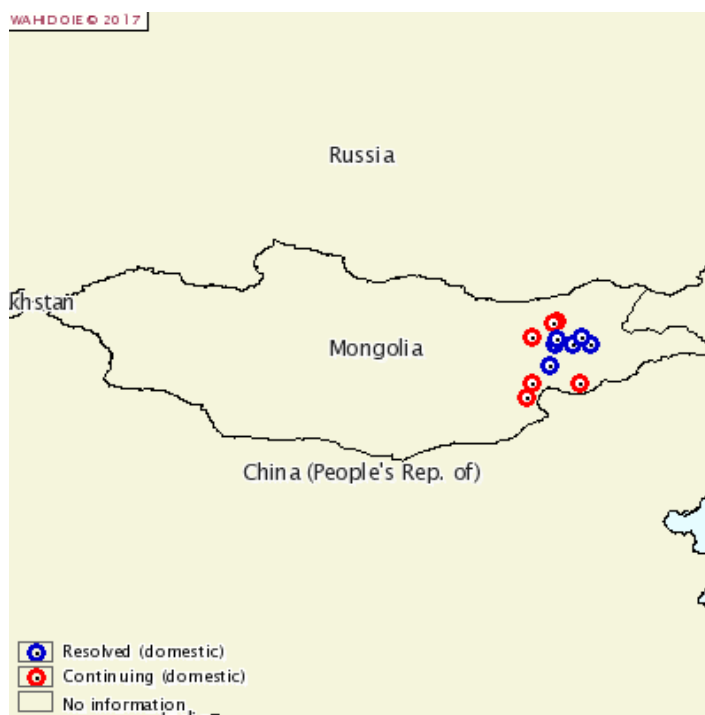 WAHID OIE © 2017
Russia
khstan
Mongolia
China (People's Rep. of)
Resolved (domestic)
Continuing (domestic)
No information